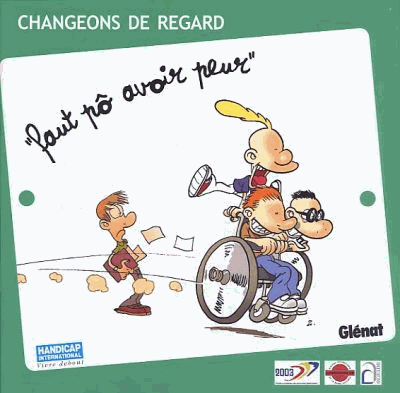 CHANGEONS DE REGARD
"faut pô avoir peur"
Glénat
HANDICAP
INTERNATIONAL
Vivre debout
2003